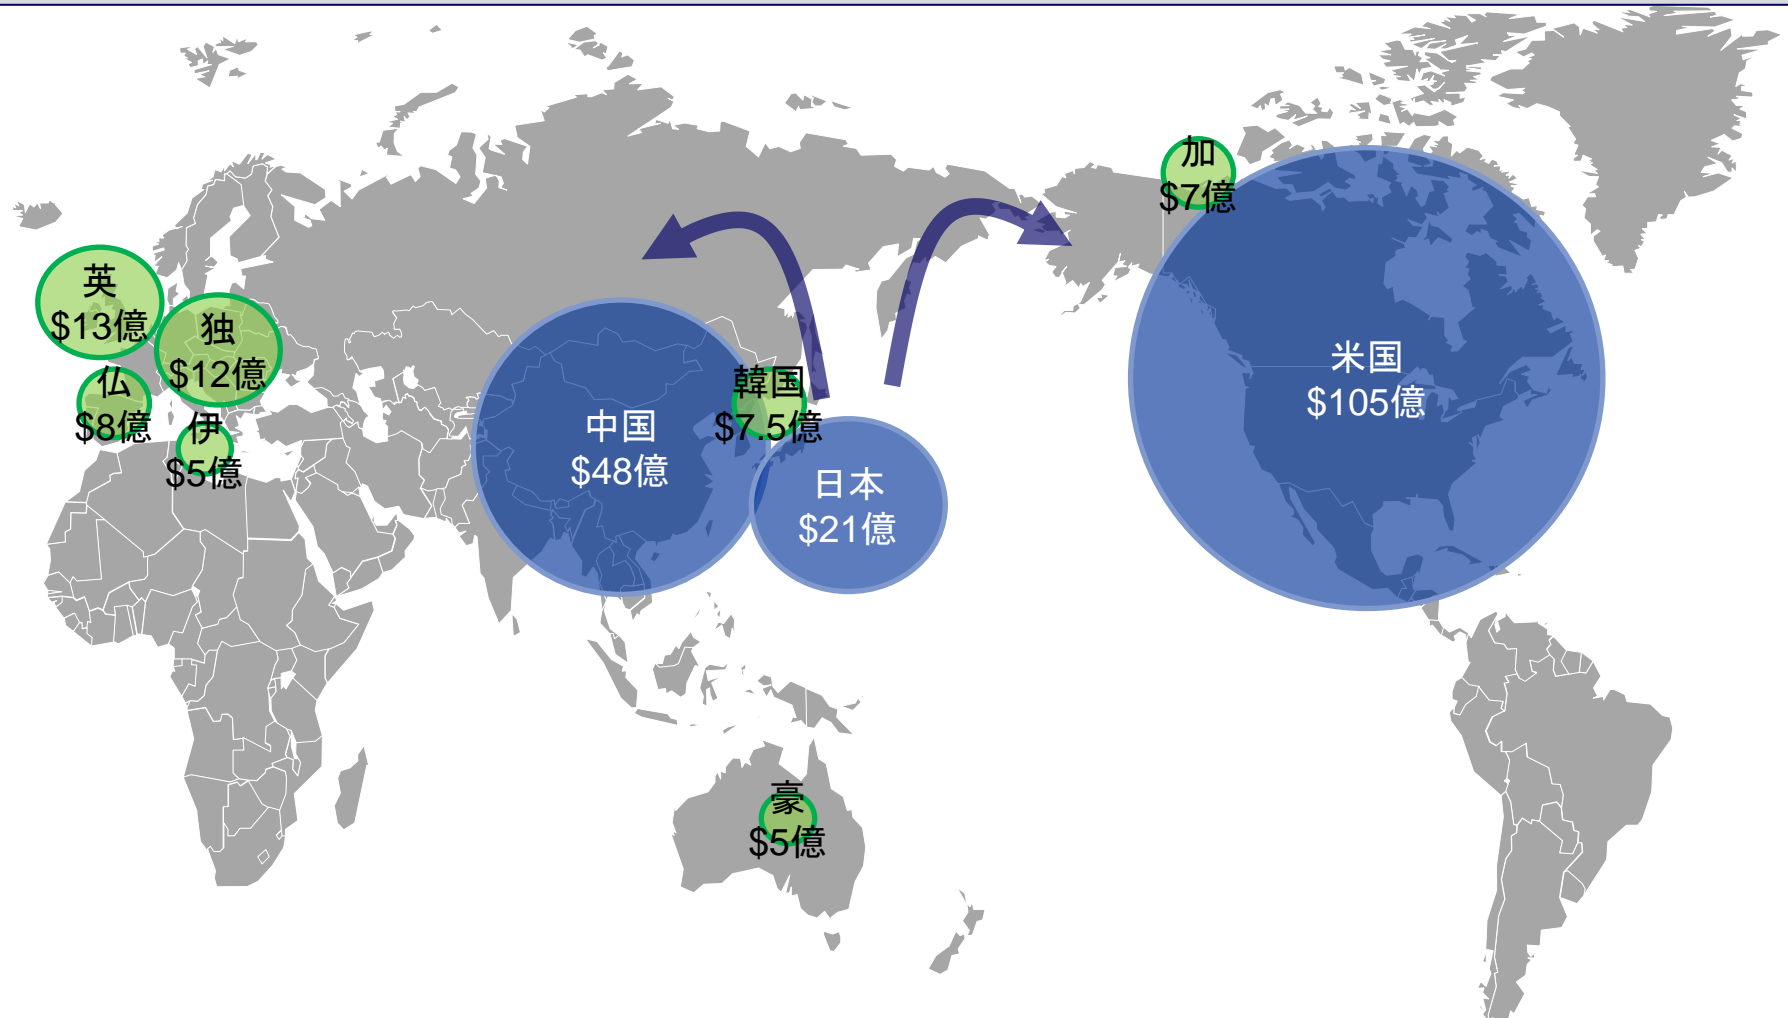 加
$7億
英
$13億
独
$12億
仏
$8億
伊
$5億
韓国
$7.5億
中国
$48億
日本
$21億
米国
$105億
豪
$5億